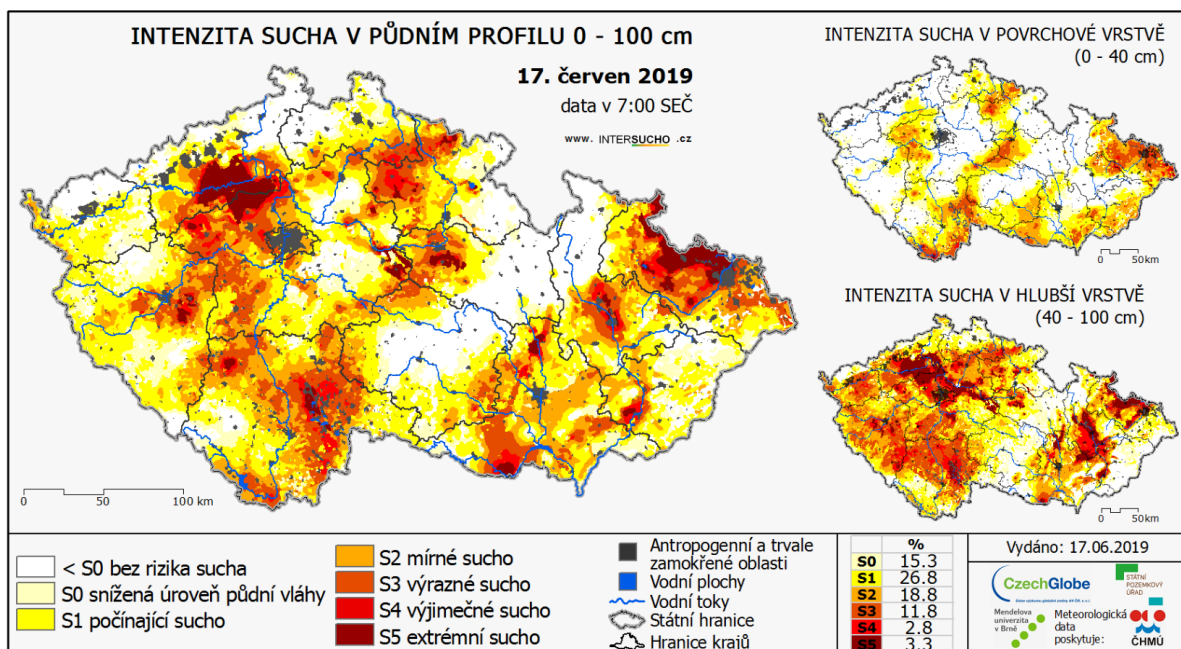 INTENZITA SUCHA V PŮDNÍM PROFILU 0 - 100 cm
17. červen 2019
data v 7:00 SEČ
www. INTERSUCHO .cz
0 50 100 km
INTENZITA SUCHA V POVRCHOVÉ VRSTVĚ
(0 - 40 cm)
0 50km
INTENZITA SUCHA V HLUBŠÍ VRSTVĚ
(40 - 100 cm)
0 50km
< S0 bez rizika sucha
S0 snížená úroveň půdní vláhy
S1 počínající sucho
S2 mírné sucho
S3 výrazné sucho
S4 výjimečné sucho
S5 extrémní sucho
Antropogenní a trvale
zamokřené oblasti
Vodní plochy
Vodní toky
Státní hranice
Hranice krajů
%
S0 15.3
S1 26.8
S2 18.8
S3 11.8
S4 2.8
S5 3.3
Vydáno: 17.06.2019
CzechGlobe
STÁTNÍ
POZEMKOVÝ
ÚŘAD
Mendelova
univerzita
v Brně
Meteorologická
data
poskytuje:
ČHMÚ